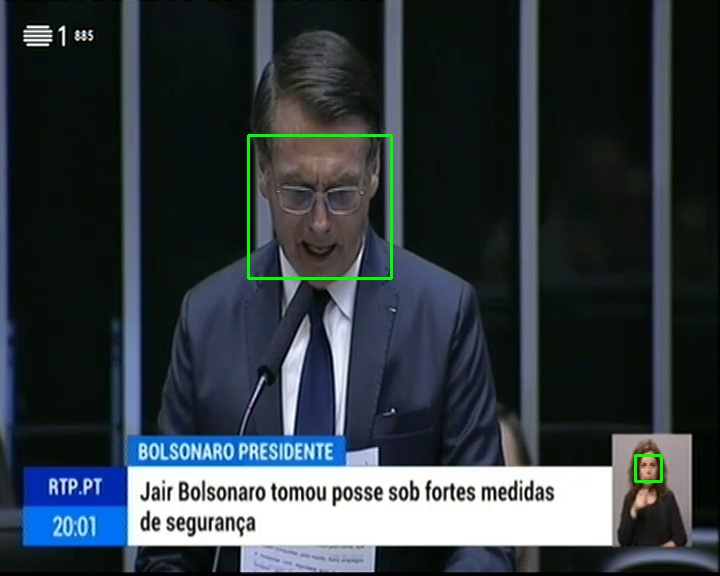 1 885
BOLSONARO PRESIDENTE
RTP.PT
Jair Bolsonaro tomou posse sob fortes medidas
de segurança
20:01